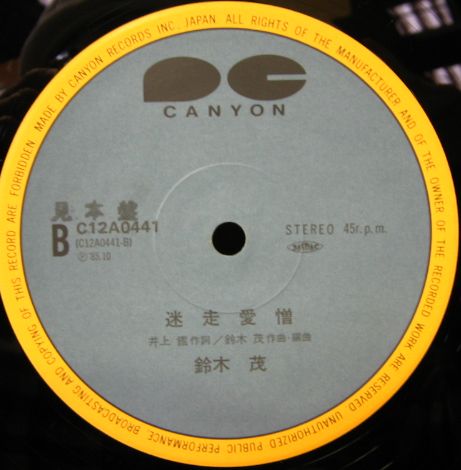 CANYON
見本盤
B
C12A0441
(C12A0441-B)
Ⓟ'85.10
STEREO 45r.p.m.
迷走愛憎
井上 鑑作詞/鈴木 茂作曲・編曲
鈴木 茂
MADE BY CANYON RECORDS INC. JAPAN. ALL RIGHTS OF THE MANUFACTURER AND OF THE OWNER OF THE RECORDED WORK ARE RESERVED. UNAUTHORIZED PUBLIC PERFORMANCE, BROADCASTING AND COPYING OF THIS RECORD ARE FORBIDDEN.